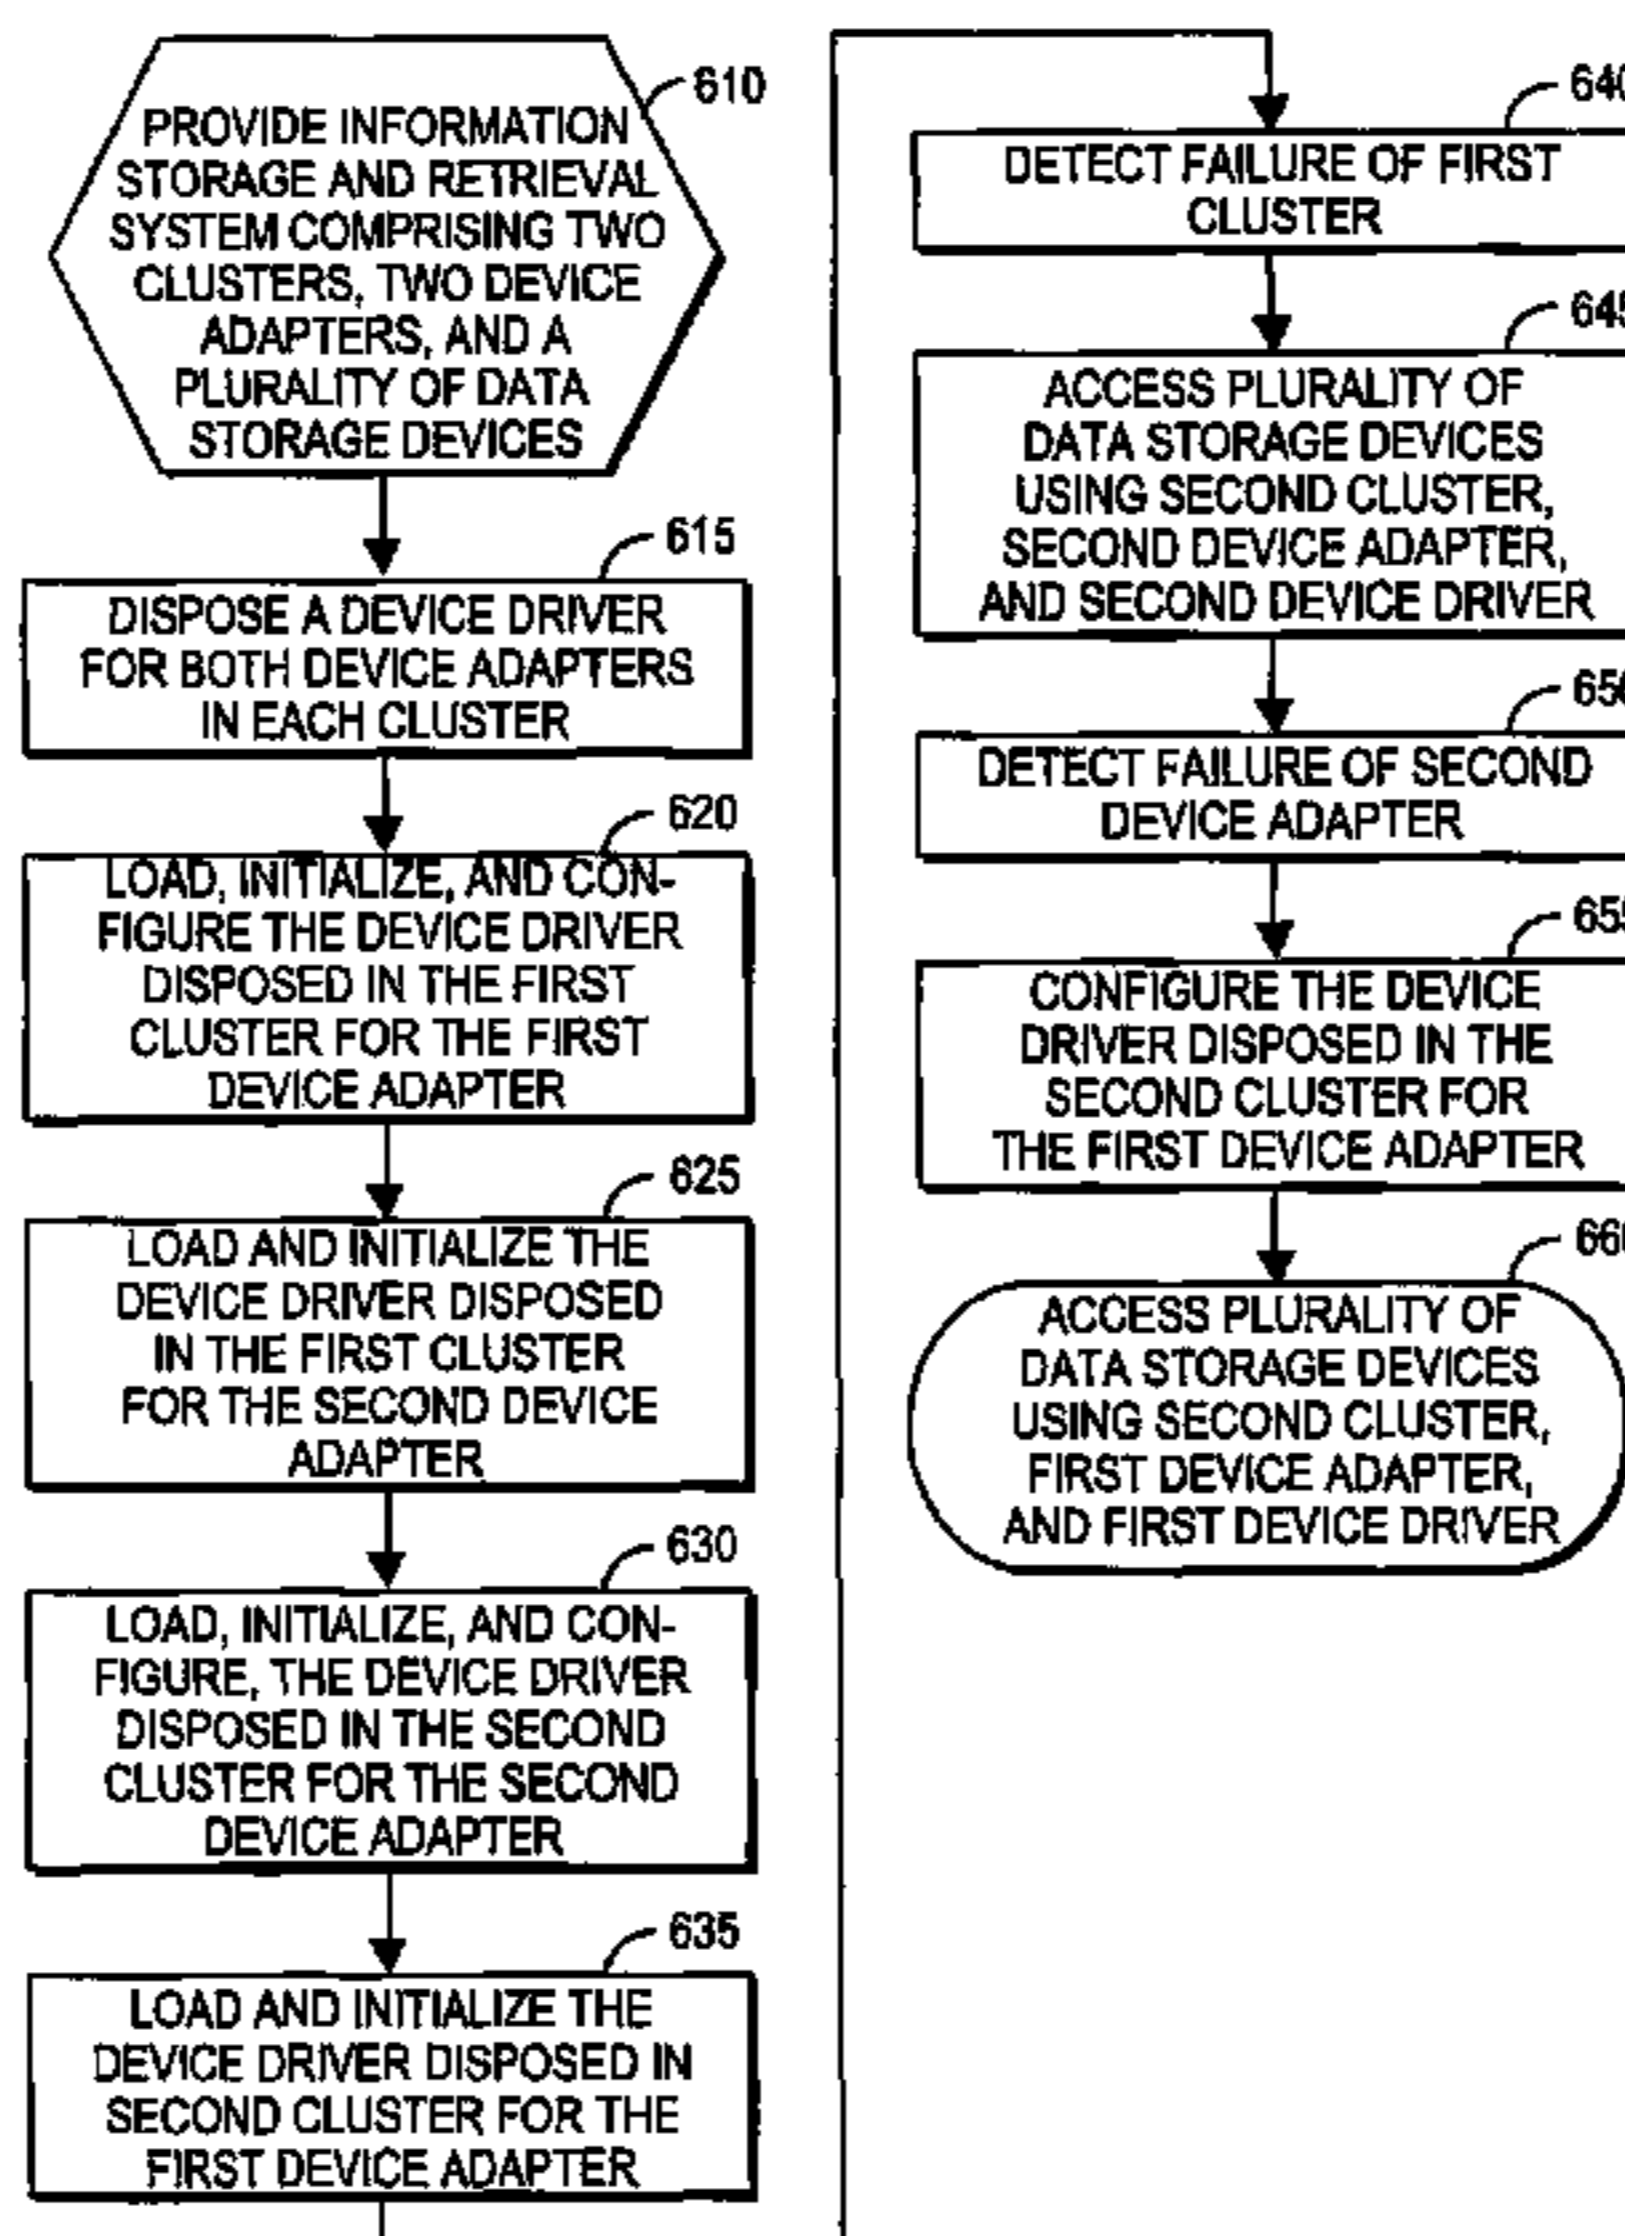 610
PROVIDE INFORMATION
STORAGE AND RETRIEVAL
SYSTEM COMPRISING TWO
CLUSTERS, TWO DEVICE
ADAPTERS, AND A
PLURALITY OF DATA
STORAGE DEVICES
615
DISPOSE A DEVICE DRIVER
FOR BOTH DEVICE ADAPTERS
IN EACH CLUSTER
620
LOAD, INITIALIZE, AND CON-
FIGURE THE DEVICE DRIVER
DISPOSED IN THE FIRST
CLUSTER FOR THE FIRST
DEVICE ADAPTER
625
LOAD AND INITIALIZE THE
DEVICE DRIVER DISPOSED
IN THE FIRST CLUSTER
FOR THE SECOND DEVICE
ADAPTER
630
LOAD, INITIALIZE, AND CON-
FIGURE, THE DEVICE DRIVER
DISPOSED IN THE SECOND
CLUSTER FOR THE SECOND
DEVICE ADAPTER
635
LOAD AND INITIALIZE THE
DEVICE DRIVER DISPOSED IN
SECOND CLUSTER FOR THE
FIRST DEVICE ADAPTER
640
DETECT FAILURE OF FIRST
CLUSTER
645
ACCESS PLURALITY OF
DATA STORAGE DEVICES
USING SECOND CLUSTER,
SECOND DEVICE ADAPTER,
AND SECOND DEVICE DRIVER
650
DETECT FAILURE OF SECOND
DEVICE ADAPTER
655
CONFIGURE THE DEVICE
DRIVER DISPOSED IN THE
SECOND CLUSTER FOR
THE FIRST DEVICE ADAPTER
660
ACCESS PLURALITY OF
DATA STORAGE DEVICES
USING SECOND CLUSTER,
FIRST DEVICE ADAPTER,
AND FIRST DEVICE DRIVER